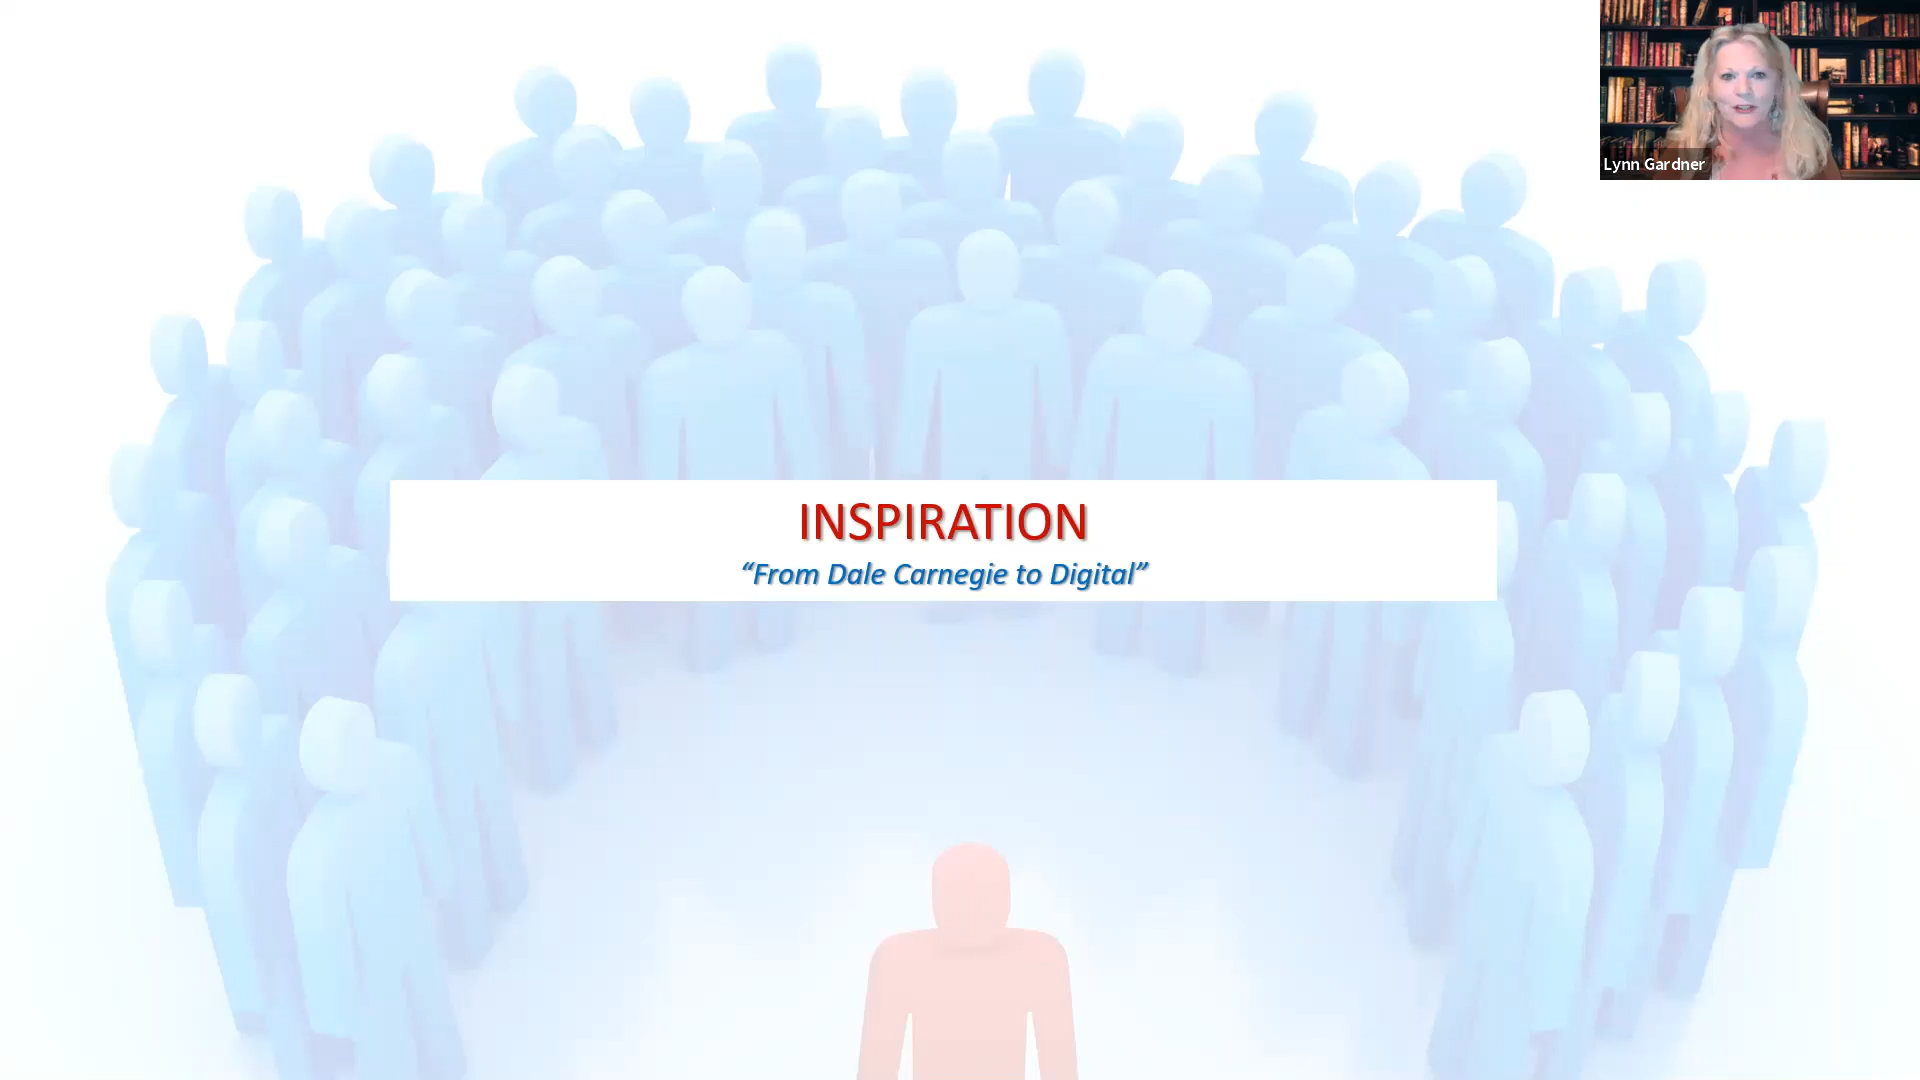 Lynn Gardner
INSPIRATION
“From Dale Carnegie to Digital”